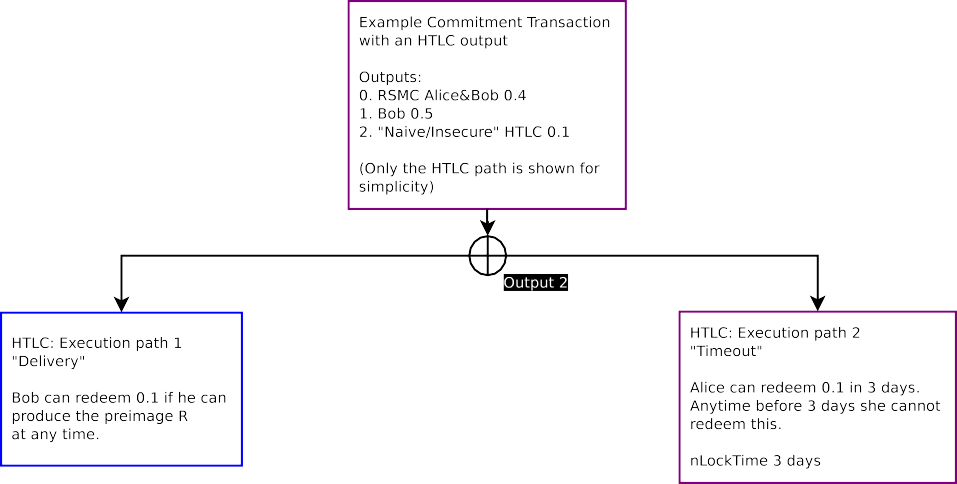 Example Commitment Transaction
with an HTLC output
Outputs:
0. RSMC Alice&Bob 0.4
1. Bob 0.5
2. "Naive/Insecure" HTLC 0.1
(Only the HTLC path is shown for
simplicity)
Output 2
HTLC: Execution path 1
"Delivery"
Bob can redeem 0.1 if he can
produce the preimage R
at any time.
HTLC: Execution path 2
"Timeout"
Alice can redeem 0.1 in 3 days.
Anytime before 3 days she cannot
redeem this.
nLockTime 3 days